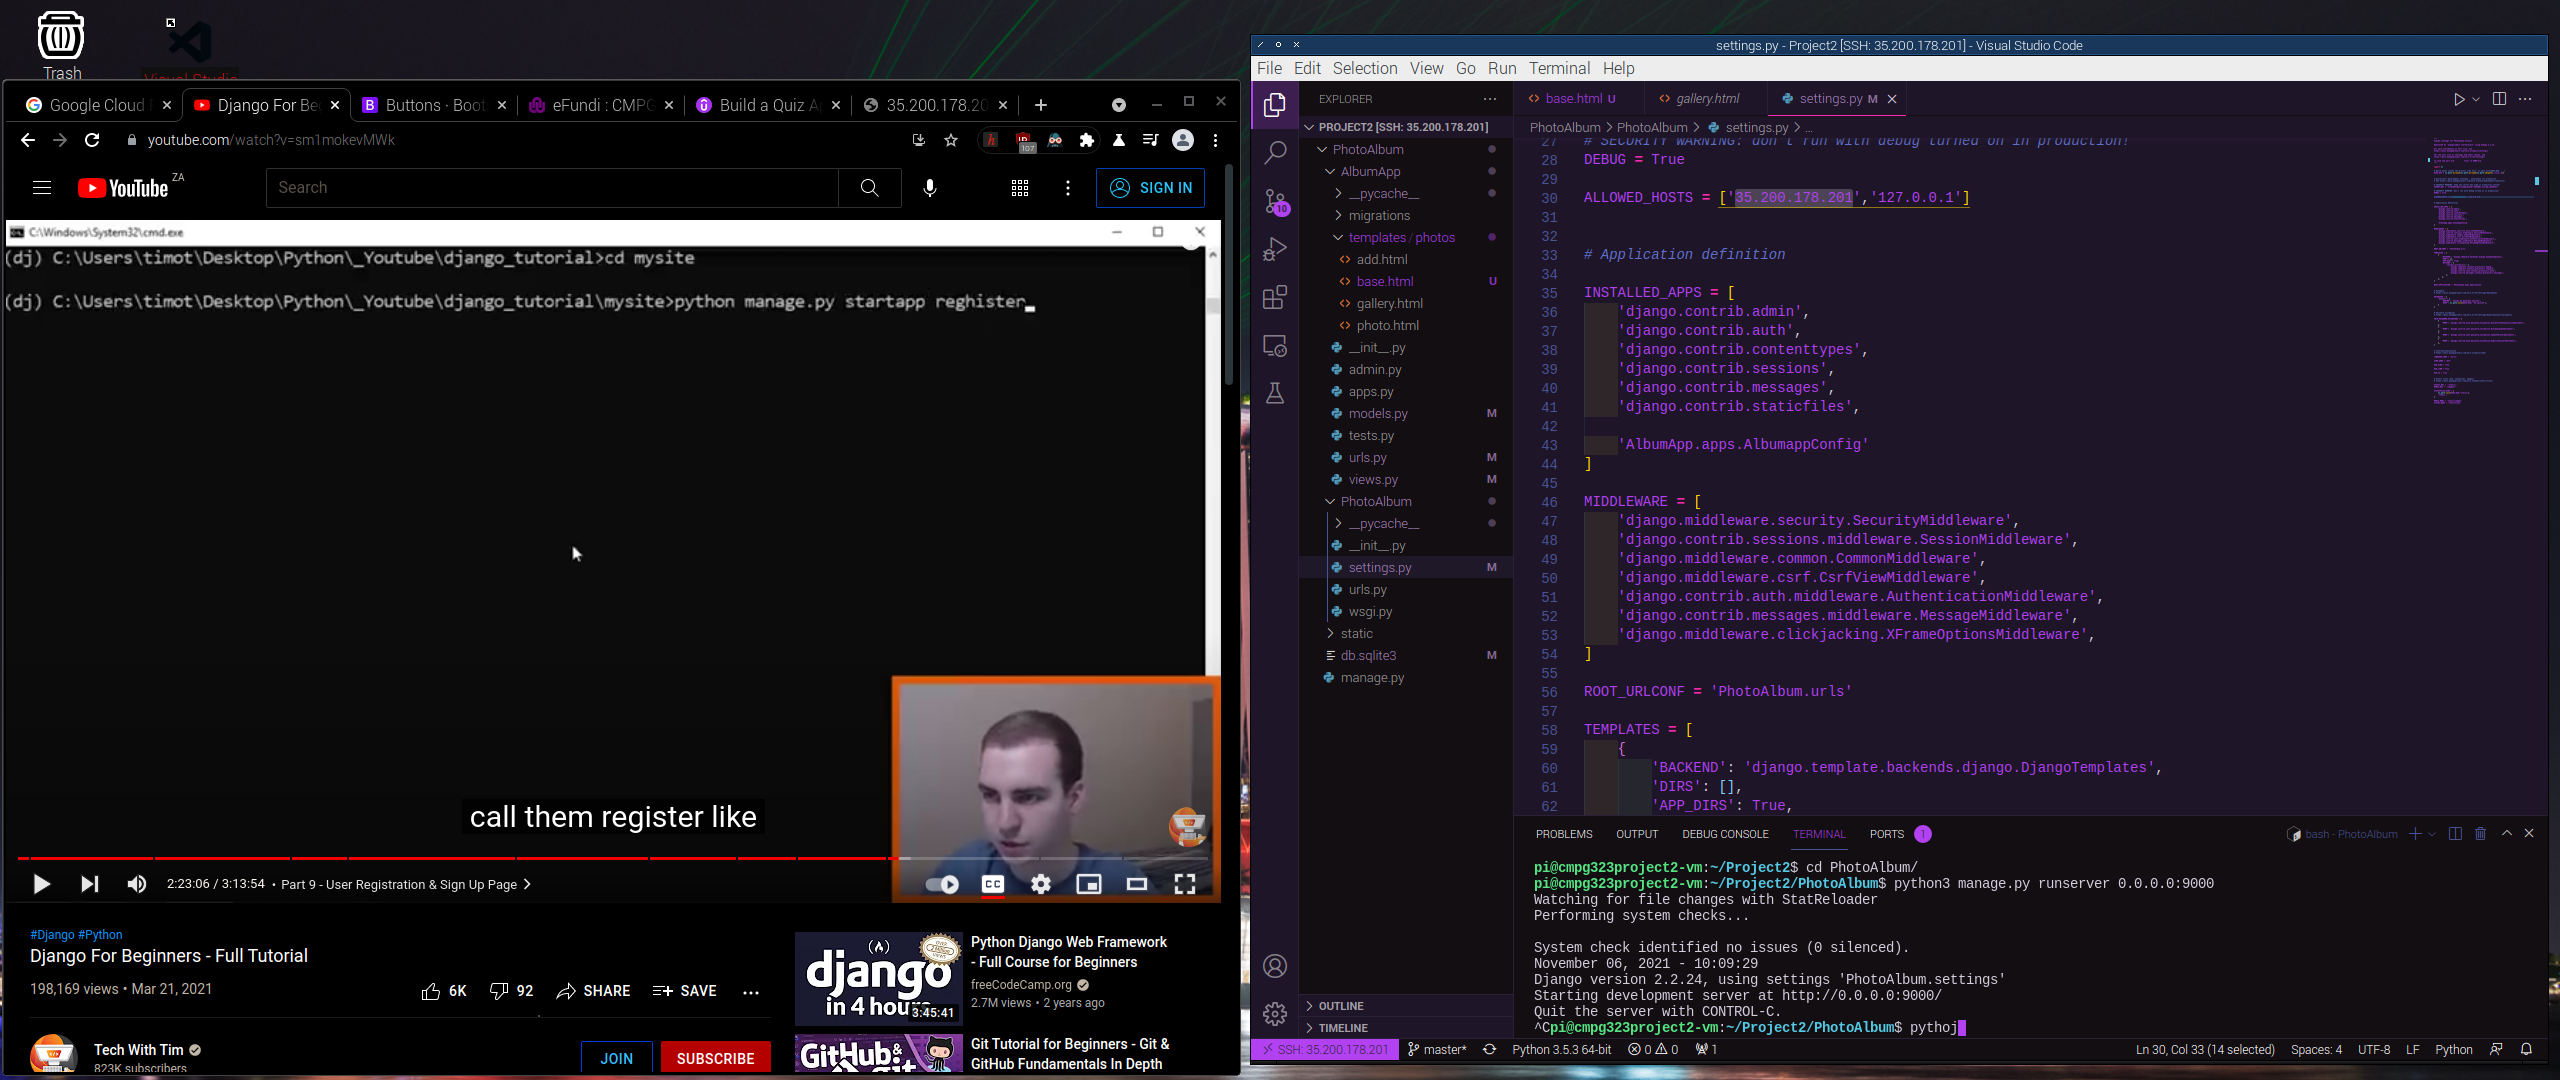 Trash
Google Cloud
Django For Be
Buttons · Boot
eFundi : CMPG
Build a Quiz A
35.200.178.20
youtube.com/watch?v=sm1mokevMWk
107
YouTube ZA
Search
SIGN IN
C:\Windows\System32\cmd.exe
(dj) C:\Users\timot\Desktop\Python\_Youtube\django_tutorial>cd mysite
(dj) C:\Users\timot\Desktop\Python\_Youtube\django_tutorial\mysite>python manage.py startapp reghister_
call them register like
2:23:06 / 3:13:54 • Part 9 - User Registration & Sign Up Page
CC
#Django #Python
Django For Beginners - Full Tutorial
198,169 views • Mar 21, 2021
6K
92
SHARE
SAVE
Tech With Tim
823K subscribers
JOIN
SUBSCRIBE
django
in 4 hours
3:45:41
Python Django Web Framework
- Full Course for Beginners
freeCodeCamp.org
2.7M views • 2 years ago
GitHub &
git
Git Tutorial for Beginners - Git &
GitHub Fundamentals In Depth
settings.py - Project2 [SSH: 35.200.178.201] - Visual Studio Code
File Edit Selection View Go Run Terminal Help
EXPLORER
PROJECT2 [SSH: 35.200.178.201]
PhotoAlbum
AlbumApp
__pycache__
migrations
templates / photos
add.html
base.html U
gallery.html
photo.html
__init__.py
admin.py
apps.py
models.py M
tests.py
urls.py M
views.py M
PhotoAlbum
__pycache__
__init__.py
settings.py M
urls.py
wsgi.py
static
db.sqlite3 M
manage.py
OUTLINE
TIMELINE
10
base.html U
gallery.html
settings.py M
PhotoAlbum > PhotoAlbum > settings.py > ...
27 # SECURITY WARNING: don't run with debug turned on in production!
28 DEBUG = True
29
30 ALLOWED_HOSTS = ['35.200.178.201','127.0.0.1']
31
32
33 # Application definition
34
35 INSTALLED_APPS = [
36 'django.contrib.admin',
37 'django.contrib.auth',
38 'django.contrib.contenttypes',
39 'django.contrib.sessions',
40 'django.contrib.messages',
41 'django.contrib.staticfiles',
42
43 'AlbumApp.apps.AlbumappConfig'
44 ]
45
46 MIDDLEWARE = [
47 'django.middleware.security.SecurityMiddleware',
48 'django.contrib.sessions.middleware.SessionMiddleware',
49 'django.middleware.common.CommonMiddleware',
50 'django.middleware.csrf.CsrfViewMiddleware',
51 'django.contrib.auth.middleware.AuthenticationMiddleware',
52 'django.contrib.messages.middleware.MessageMiddleware',
53 'django.middleware.clickjacking.XFrameOptionsMiddleware',
54 ]
55
56 ROOT_URLCONF = 'PhotoAlbum.urls'
57
58 TEMPLATES = [
59 {
60 'BACKEND': 'django.template.backends.django.DjangoTemplates',
61 'DIRS': [],
62 'APP_DIRS': True,
PROBLEMS OUTPUT DEBUG CONSOLE TERMINAL PORTS 1
bash - PhotoAlbum
pi@cmpg323project2-vm:~/Project2$ cd PhotoAlbum/
pi@cmpg323project2-vm:~/Project2/PhotoAlbum$ python3 manage.py runserver 0.0.0.0:9000
Watching for file changes with StatReloader
Performing system checks...
System check identified no issues (0 silenced).
November 06, 2021 - 10:09:29
Django version 2.2.24, using settings 'PhotoAlbum.settings'
Starting development server at http://0.0.0.0:9000/
Quit the server with CONTROL-C.
^Cpi@cmpg323project2-vm:~/Project2/PhotoAlbum$ pythoj
SSH: 35.200.178.201
master*
Python 3.5.3 64-bit
0 0
1
Ln 30, Col 33 (14 selected)
Spaces: 4
UTF-8
LF
Python